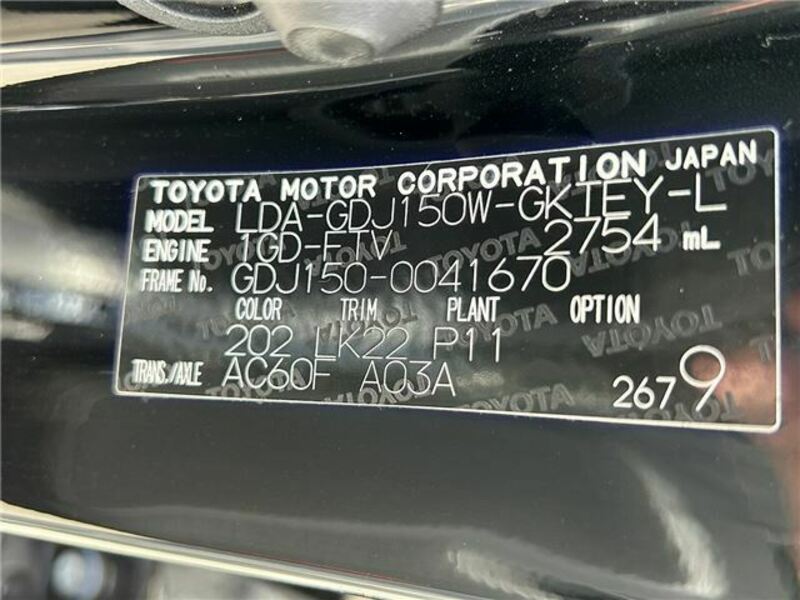 TOYOTA MOTOR CORPORATION JAPAN
MODEL LDA-GDJ150W-GKTEY-L
ENGINE 1GD-FTV 2754 mL
FRAME No. GDJ150-0041670
COLOR TRIM PLANT OPTION
202 LK22 P11
TRANS./AXLE AC60F A03A
2679